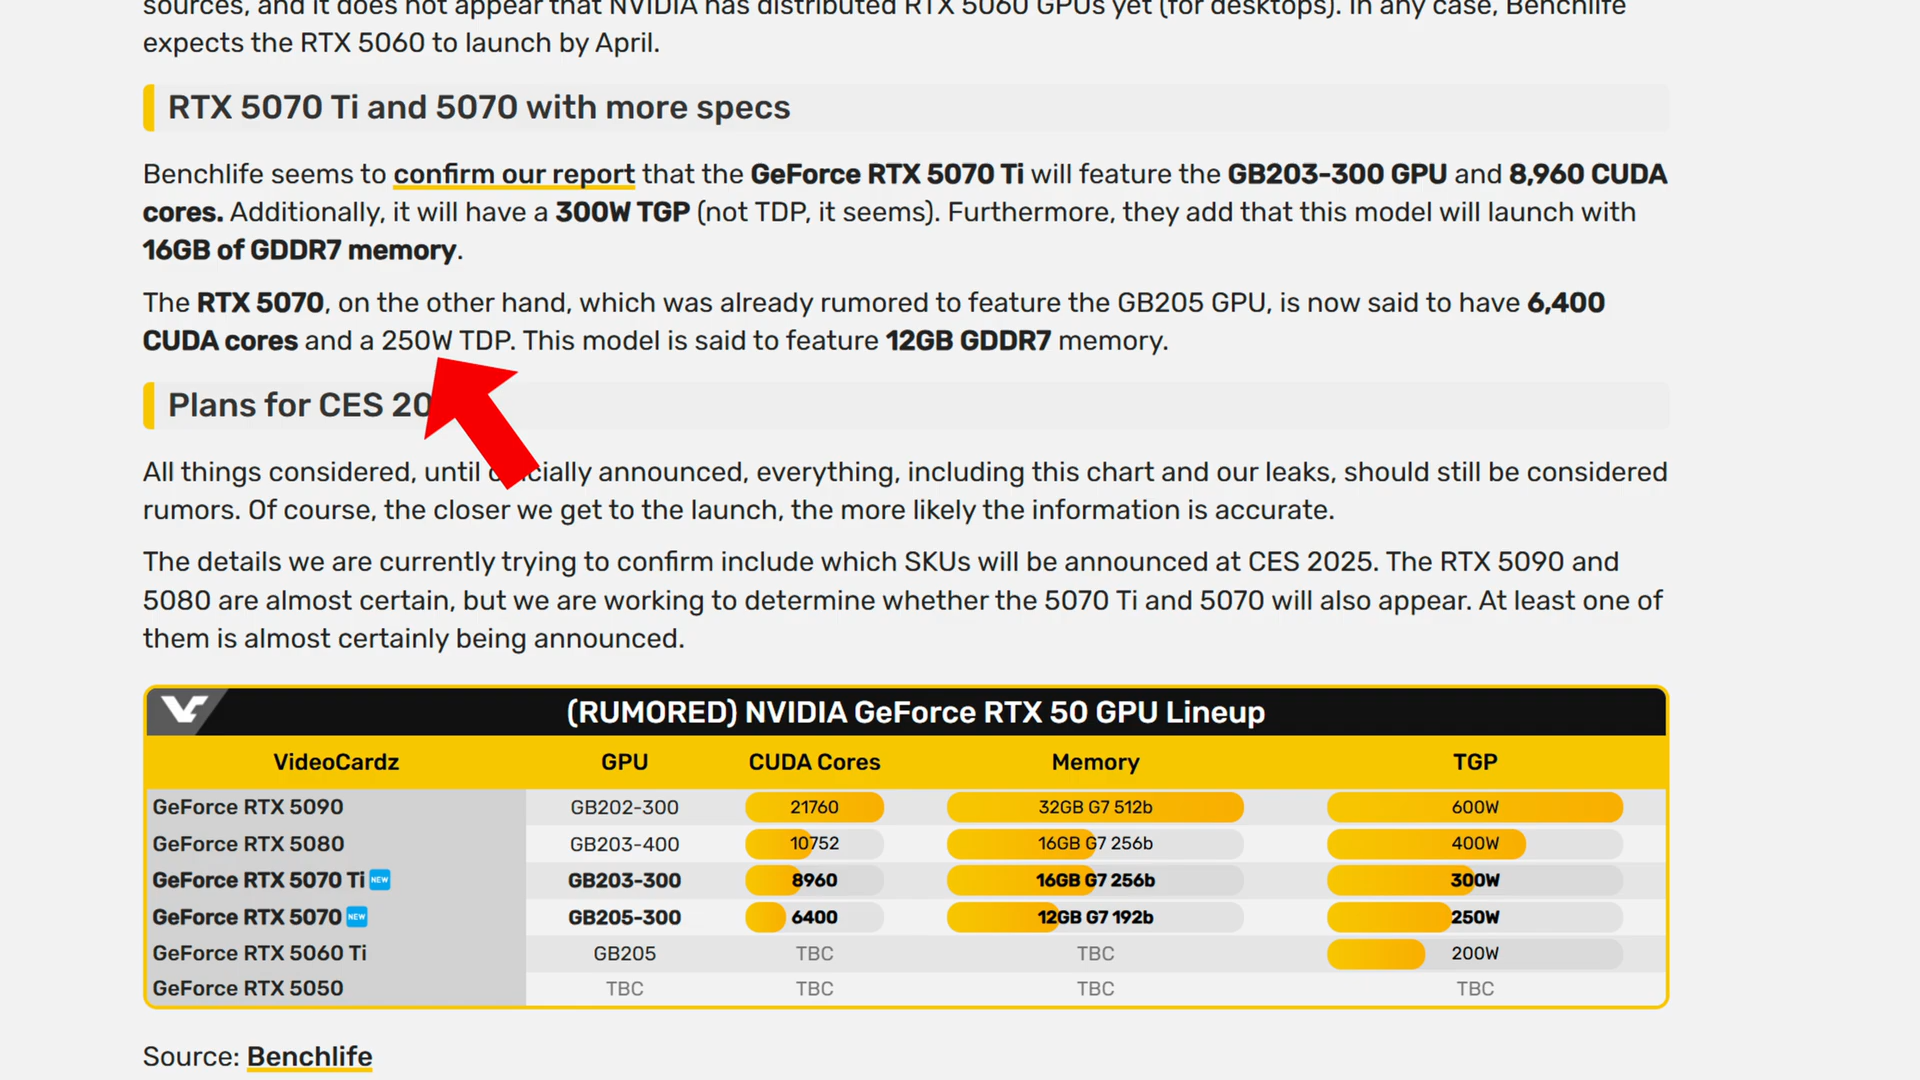 sources, and it does not appear that NVIDIA has distributed RTX 5060 GPUs yet (for desktops). In any case, Benchlife
expects the RTX 5060 to launch by April.
RTX 5070 Ti and 5070 with more specs
Benchlife seems to confirm our report that the GeForce RTX 5070 Ti will feature the GB203-300 GPU and 8,960 CUDA
cores. Additionally, it will have a 300W TGP (not TDP, it seems). Furthermore, they add that this model will launch with
16GB of GDDR7 memory.
The RTX 5070, on the other hand, which was already rumored to feature the GB205 GPU, is now said to have 6,400
CUDA cores and a 250W TDP. This model is said to feature 12GB GDDR7 memory.
Plans for CES 20
All things considered, until officially announced, everything, including this chart and our leaks, should still be considered
rumors. Of course, the closer we get to the launch, the more likely the information is accurate.
The details we are currently trying to confirm include which SKUs will be announced at CES 2025. The RTX 5090 and
5080 are almost certain, but we are working to determine whether the 5070 Ti and 5070 will also appear. At least one of
them is almost certainly being announced.
(RUMORED) NVIDIA GeForce RTX 50 GPU Lineup
VideoCardz GPU CUDA Cores Memory TGP
GeForce RTX 5090 GB202-300 21760 32GB G7 512b 600W
GeForce RTX 5080 GB203-400 10752 16GB G7 256b 400W
GeForce RTX 5070 Ti NEW GB203-300 8960 16GB G7 256b 300W
GeForce RTX 5070 NEW GB205-300 6400 12GB G7 192b 250W
GeForce RTX 5060 Ti GB205 TBC TBC 200W
GeForce RTX 5050 TBC TBC TBC TBC
Source: Benchlife